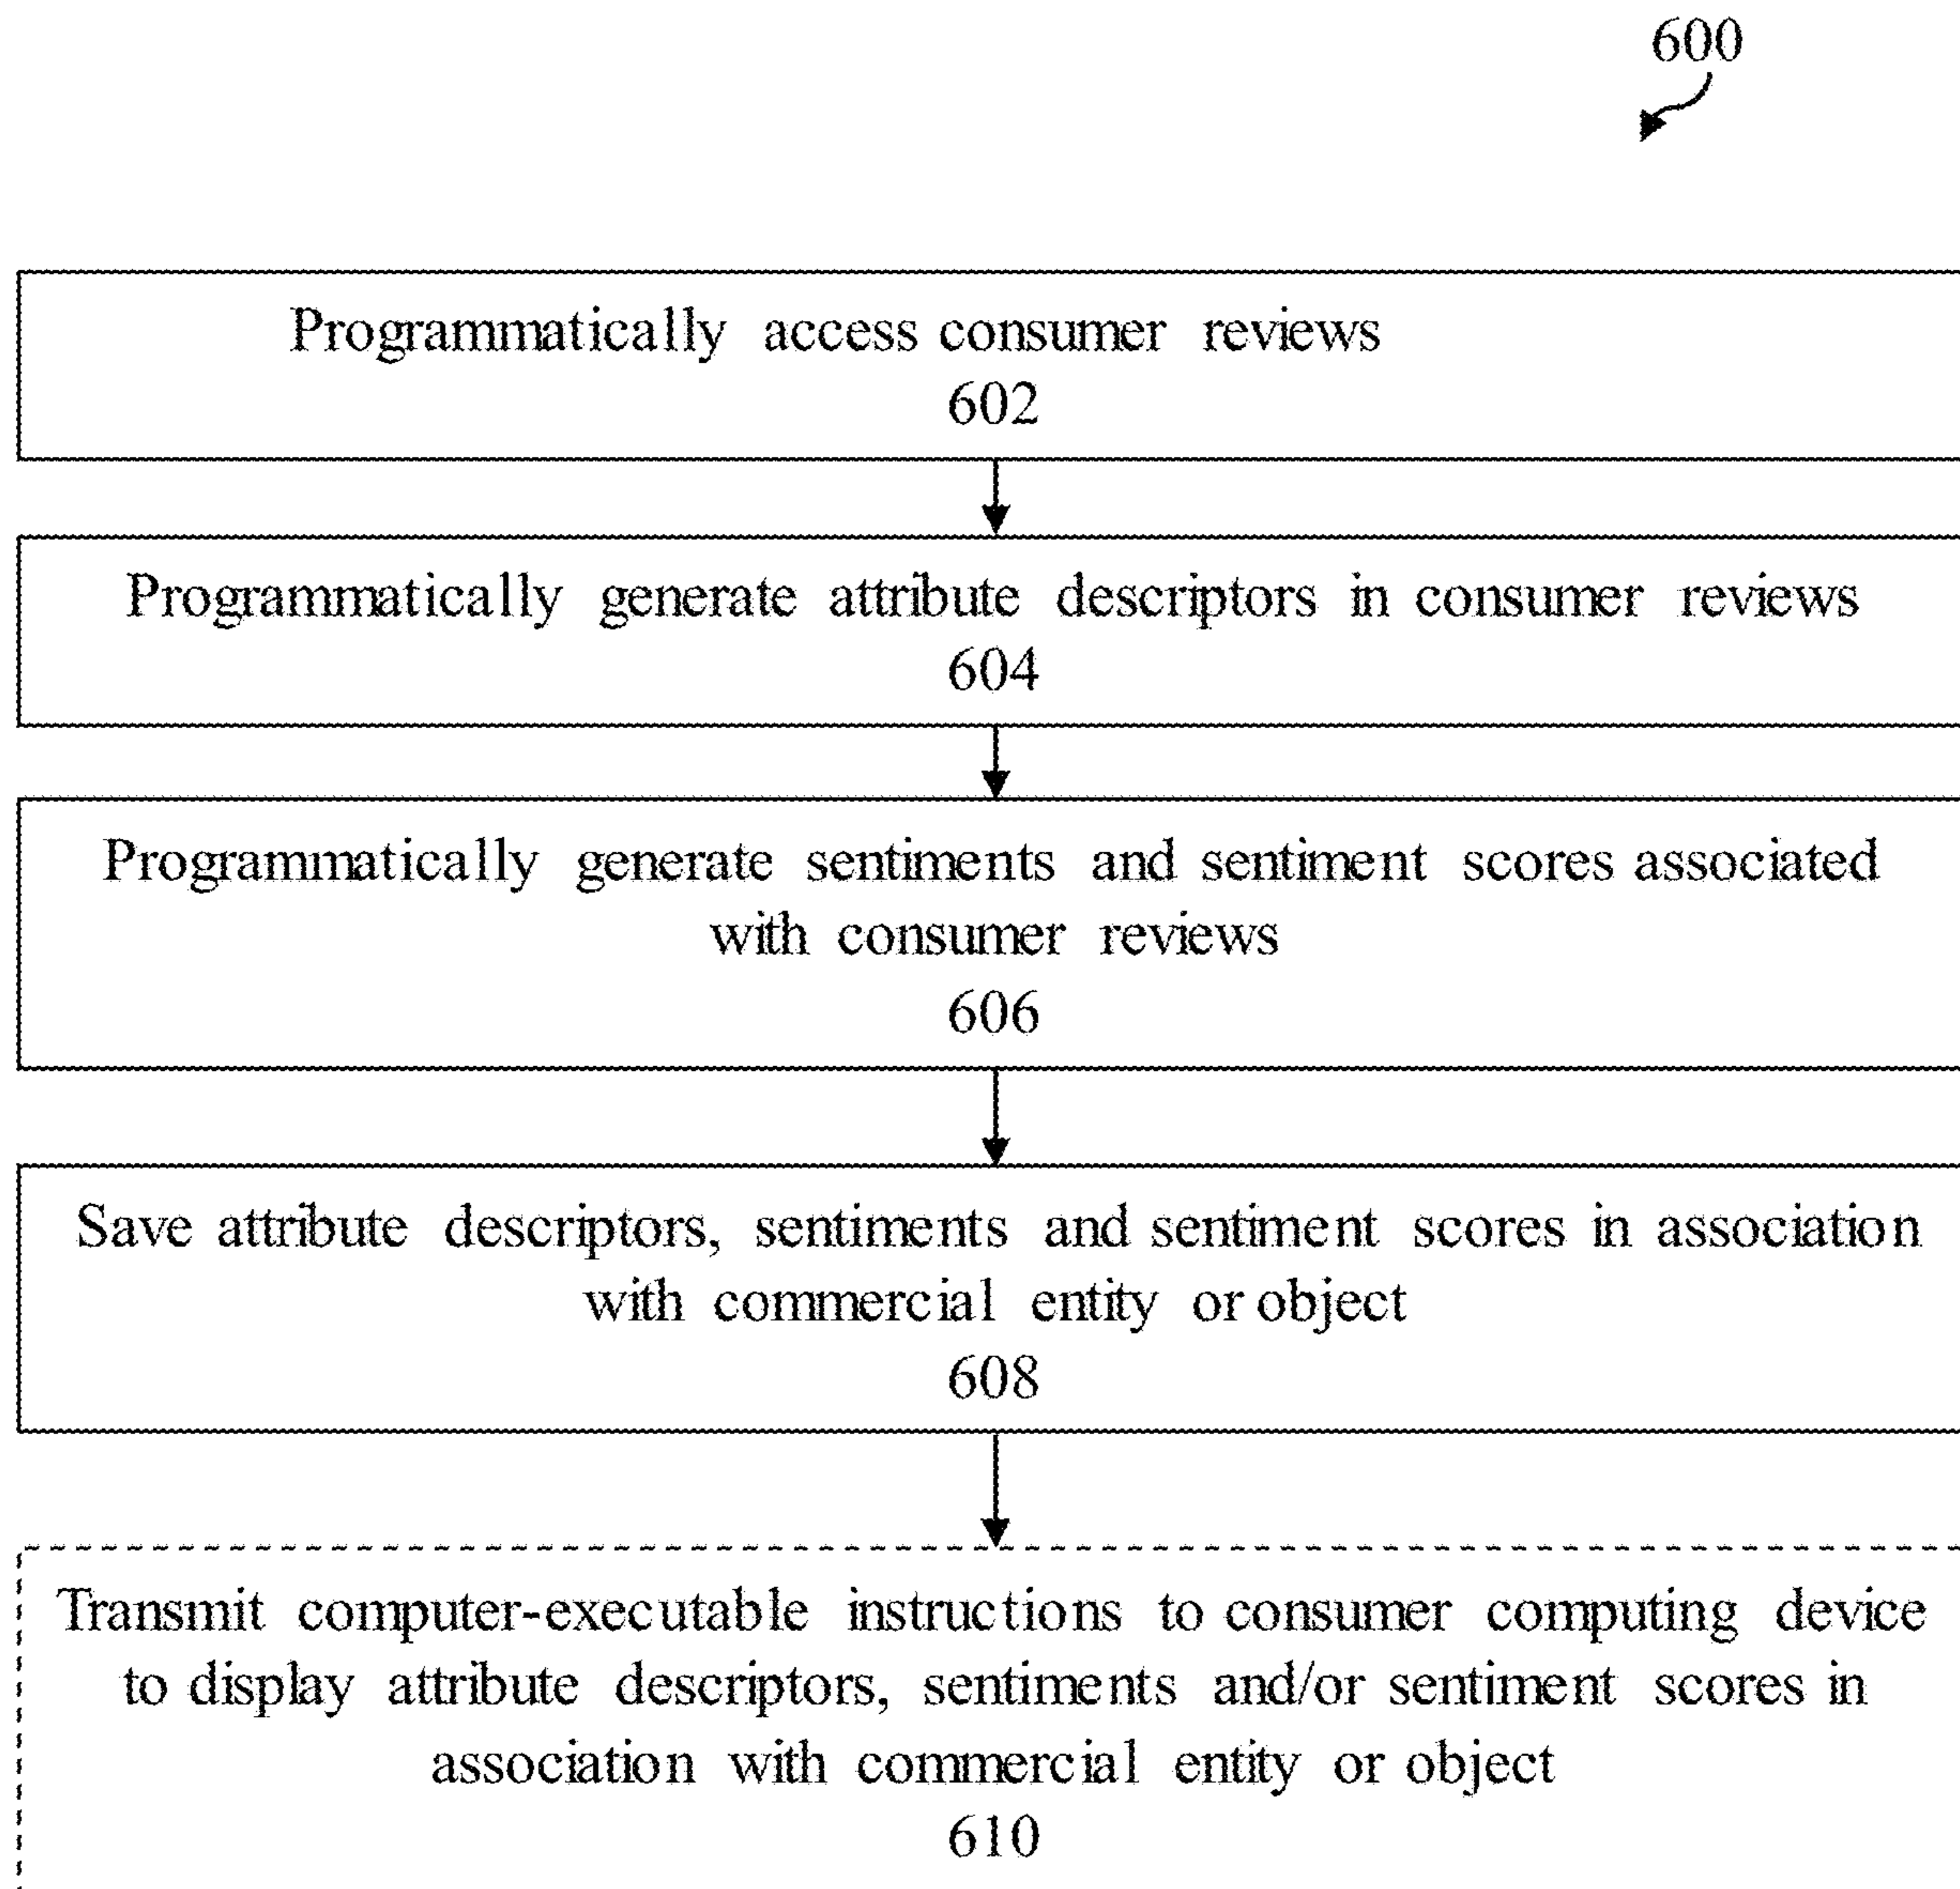 600
Programmatically access consumer reviews
602
Programmatically generate attribute descriptors in consumer reviews
604
Programmatically generate sentiments and sentiment scores associated
with consumer reviews
606
Save attribute descriptors, sentiments and sentiment scores in association
with commercial entity or object
608
Transmit computer-executable instructions to consumer computing device
to display attribute descriptors, sentiments and/or sentiment scores in
association with commercial entity or object
610